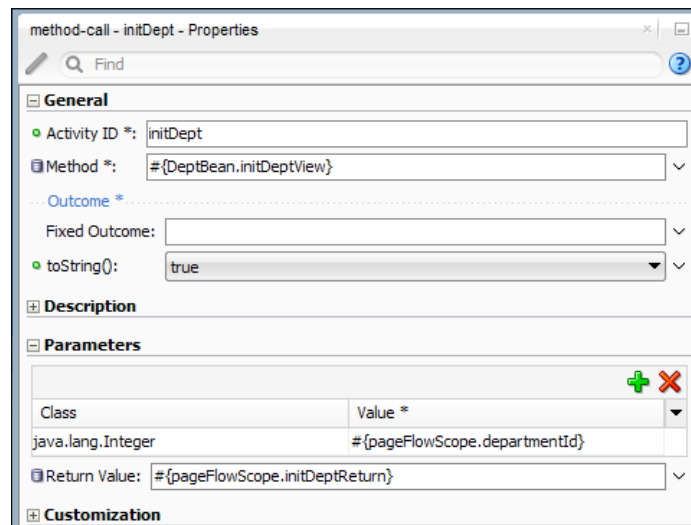 method-call - initDept - Properties
Find
General
Activity ID *: initDept
Method *: #{DeptBean.initDeptView}
Outcome *
Fixed Outcome:
toString(): true
Description
Parameters
Class Value *
java.lang.Integer #{pageFlowScope.departmentId}
Return Value: #{pageFlowScope.initDeptReturn}
Customization